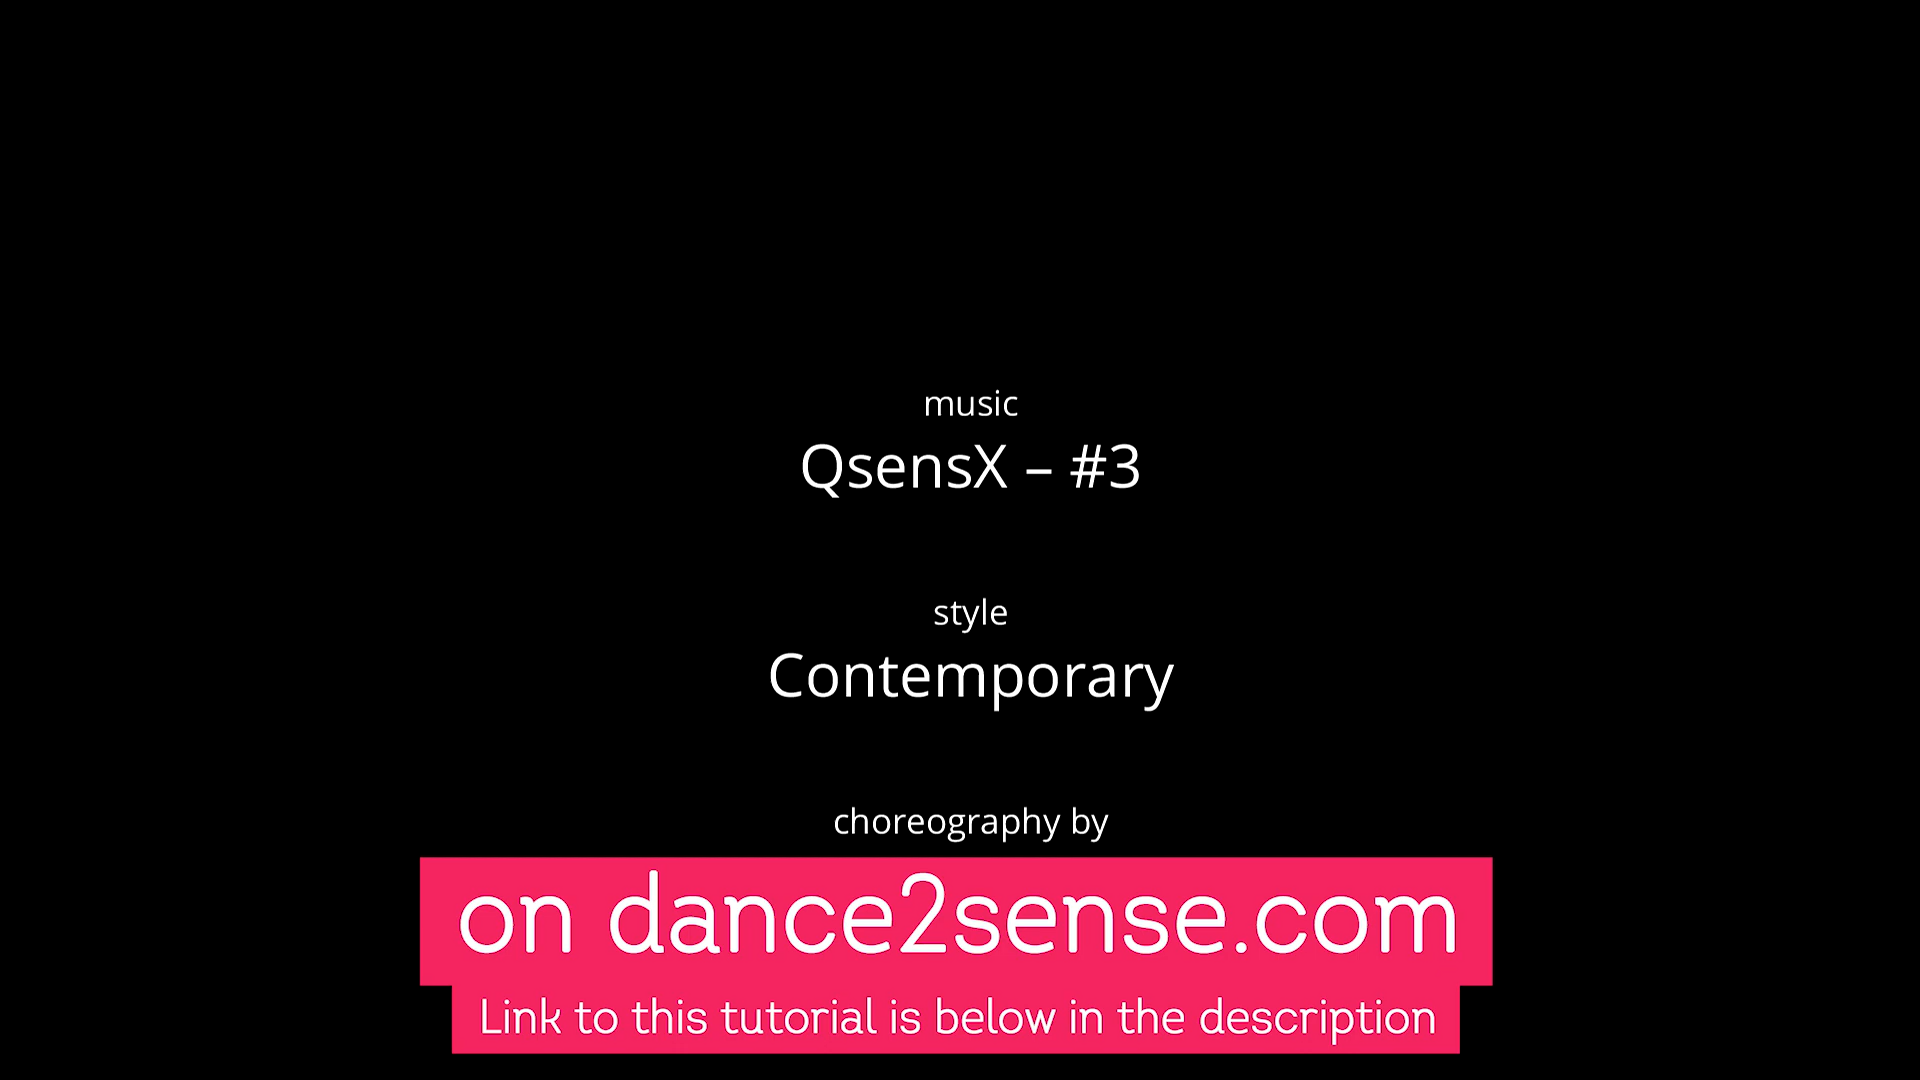 music
QsensX – #3
style
Contemporary
choreography by
on dance2sense.com
Link to this tutorial is below in the description